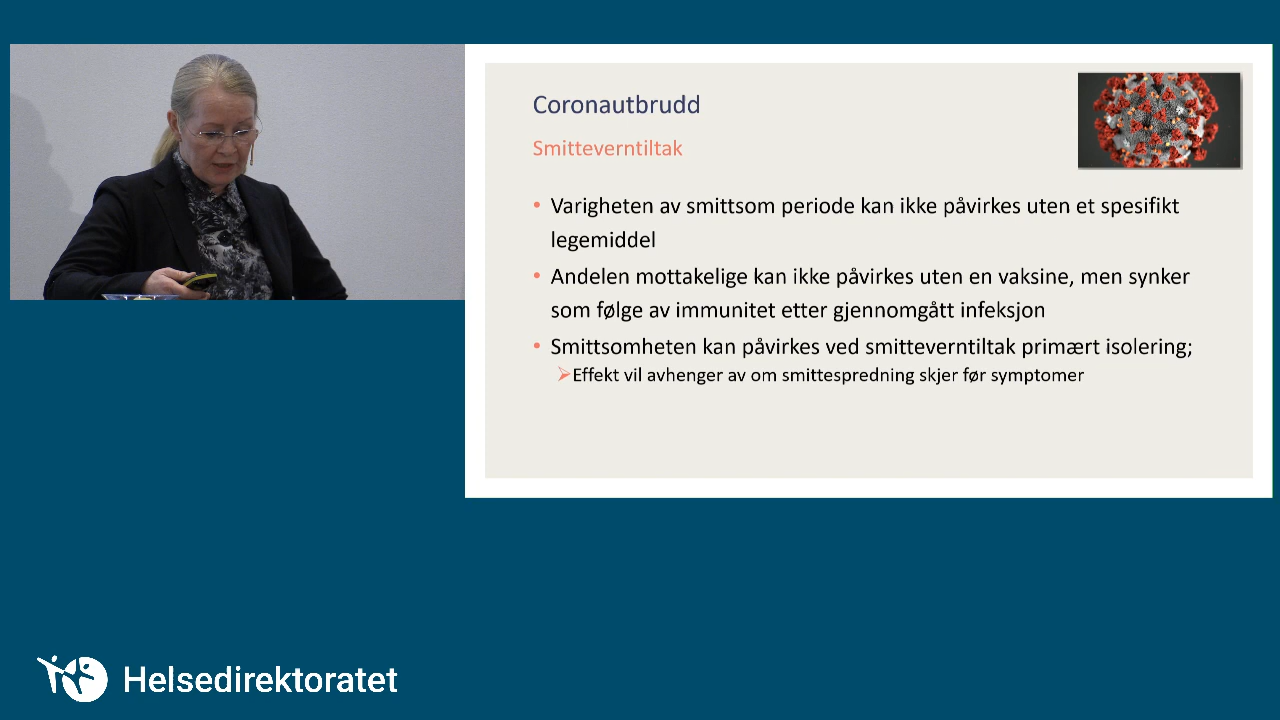 Coronautbrudd
Smitteverntiltak
• Varigheten av smittsom periode kan ikke påvirkes uten et spesifikt
legemiddel
• Andelen mottakelige kan ikke påvirkes uten en vaksine, men synker
som følge av immunitet etter gjennomgått infeksjon
• Smittsomheten kan påvirkes ved smitteverntiltak primært isolering;
➢Effekt vil avhenger av om smittespredning skjer før symptomer
Helsedirektoratet